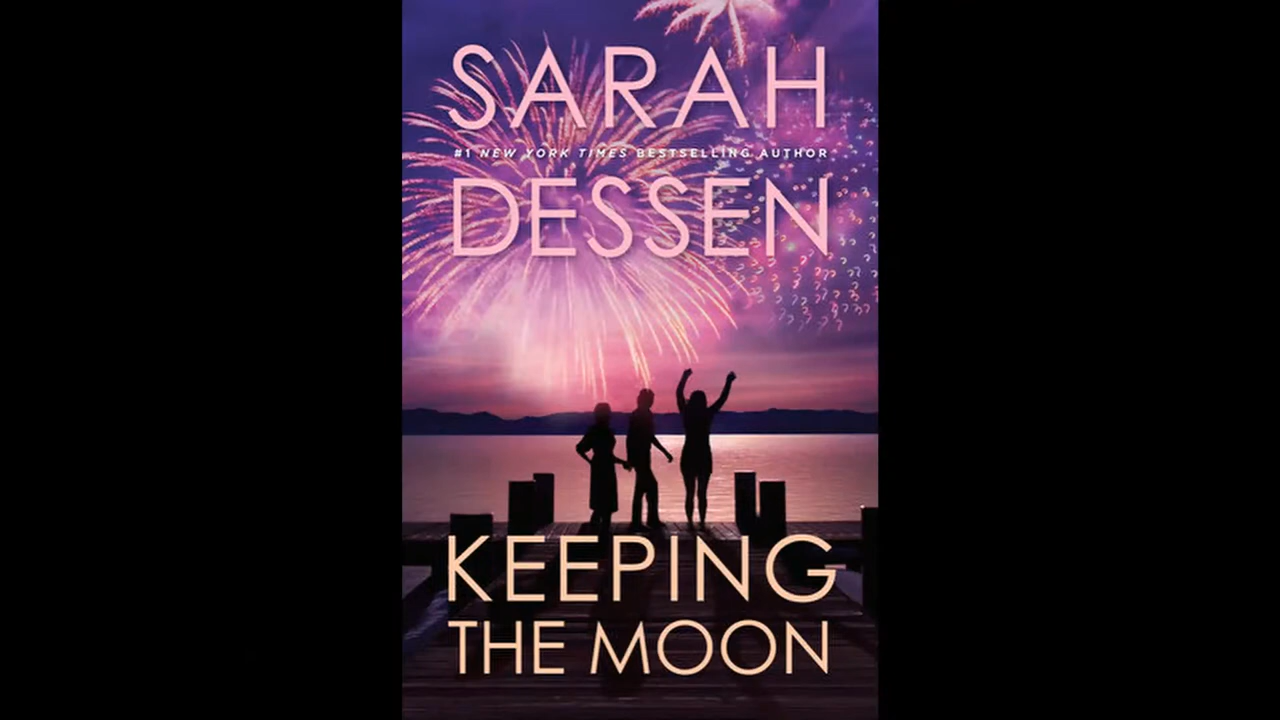 SARAH
#1 NEW YORK TIMES BESTSELLING AUTHOR
DESSEN
KEEPING
THE MOON